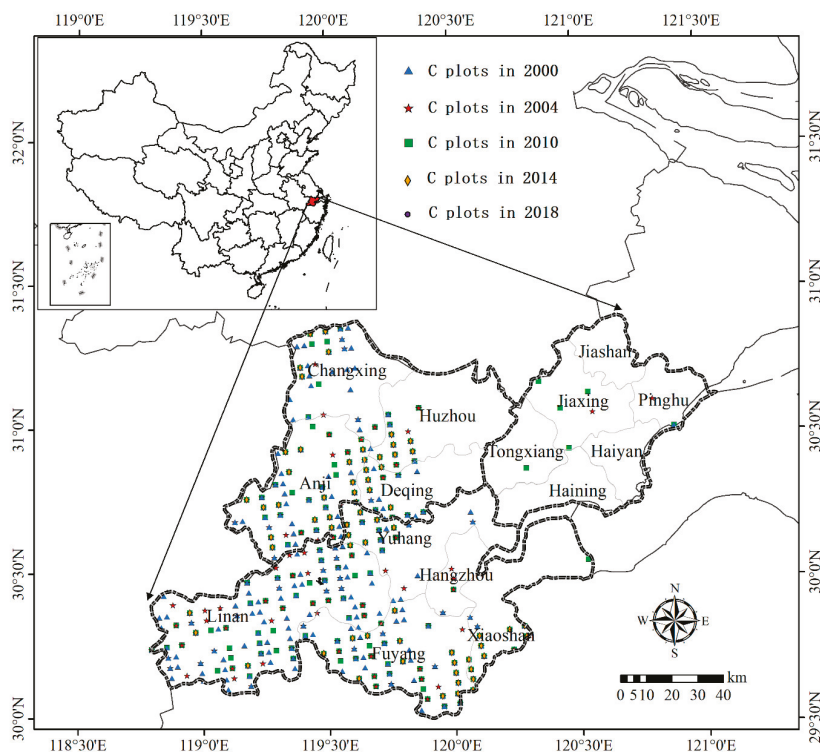 119°0′E 119°30′E 120°0′E 120°30′E 121°0′E 121°30′E
C plots in 2000
C plots in 2004
C plots in 2010
C plots in 2014
C plots in 2018
32°0′N
31°30′N
31°30′N
31°0′N
Jiashan
Changxing
Jiaxing
Pinghu
Huzhou
31°0′N
30°30′N
Tongxiang
Haiyan
Anji
Deqing
Haining
Yuhang
30°30′N
Hangzhou
30°0′N
Linan
N
W E
S
Xiaoshan
Fuyang
km
0 5 10 20 30 40
30°0′N
29°30′N
118°30′E 119°0′E 119°30′E 120°0′E 120°30′E 121°0′E